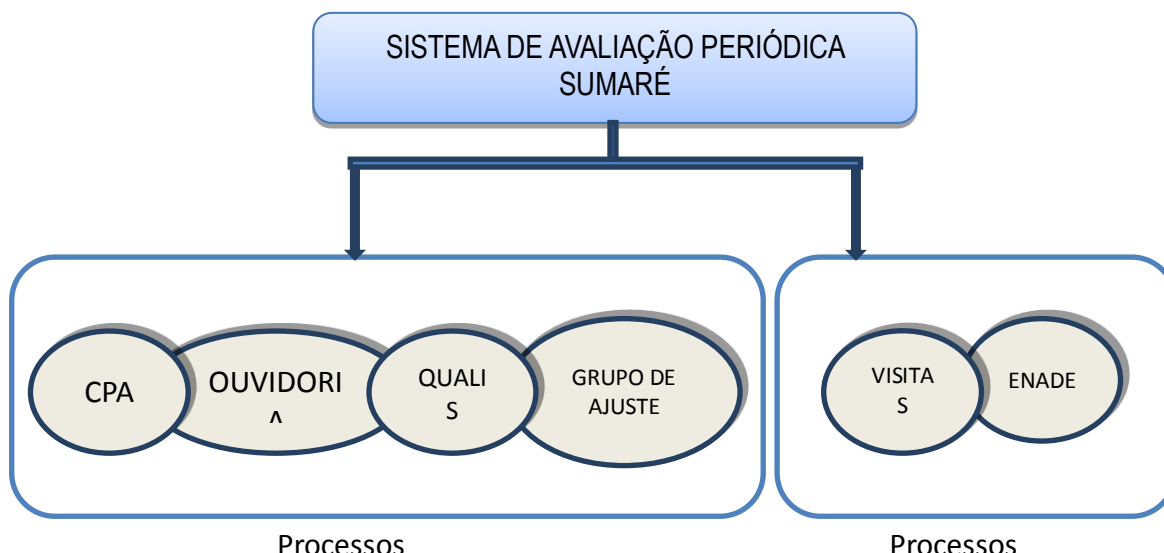 SISTEMA DE AVALIAÇÃO PERIÓDICA
SUMARÉ
CPA
OUVIDORI
A
QUALI
S
GRUPO DE
AJUSTE
VISITA
S
ENADE
Processos
Processos